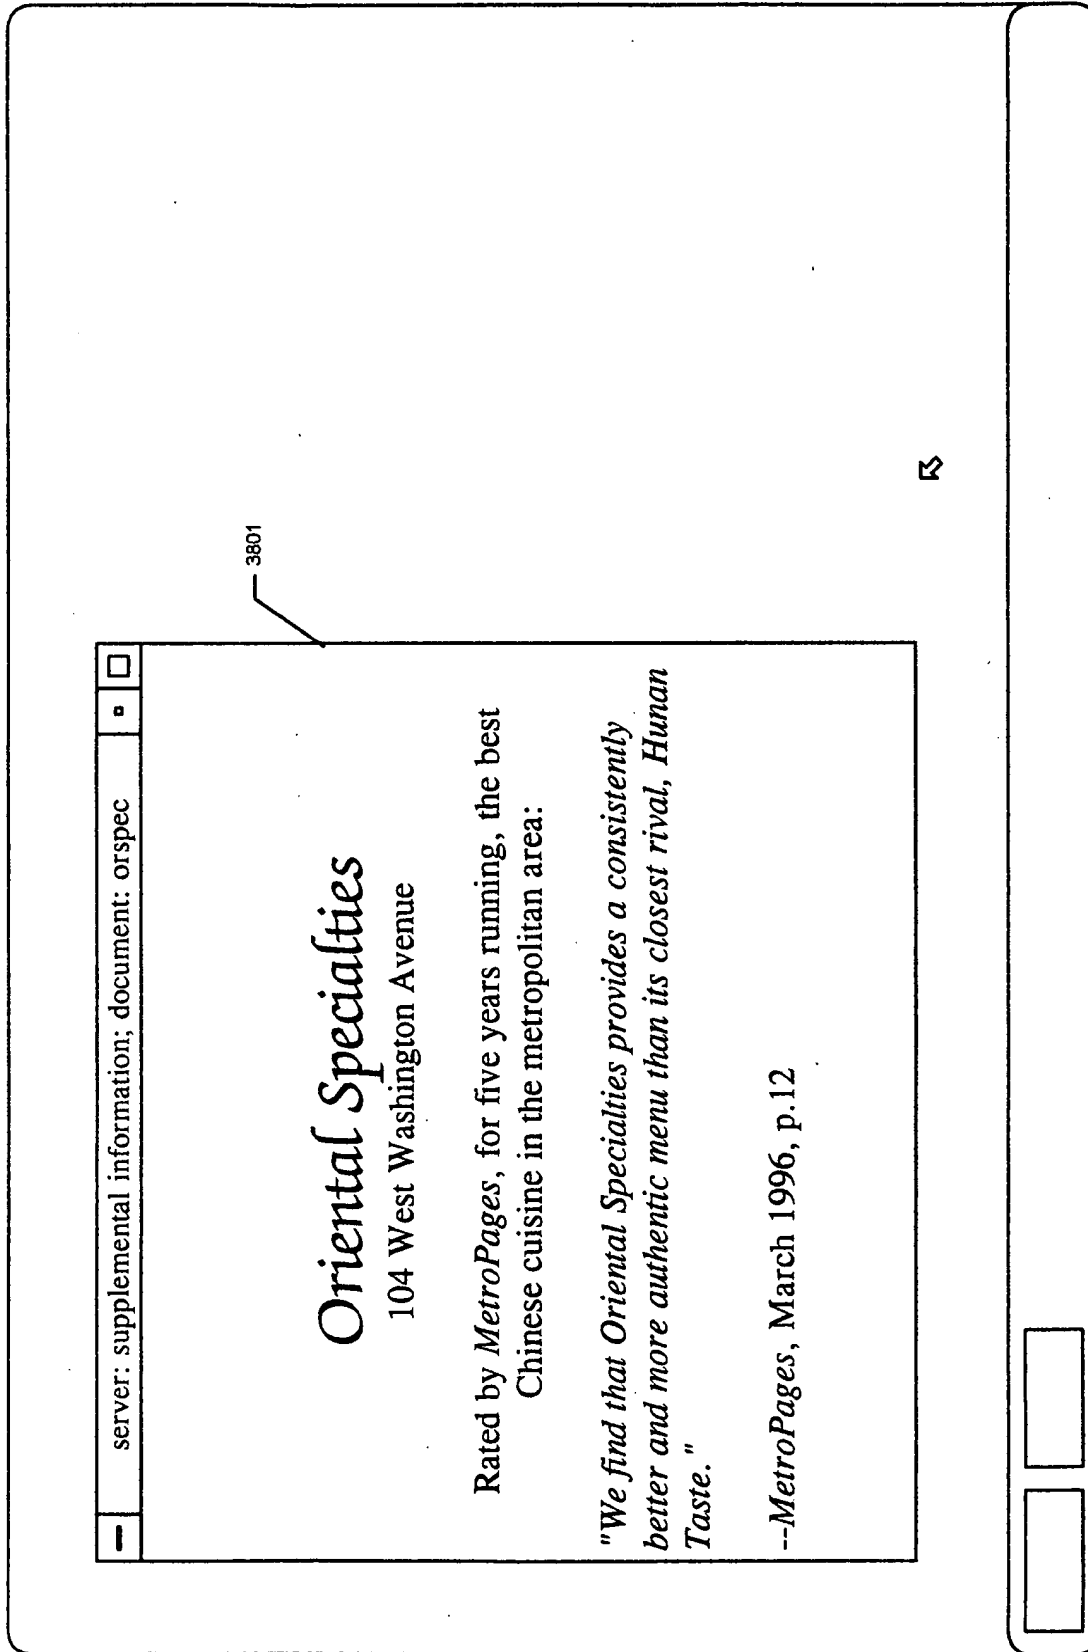 server: supplemental information; document: orspec
3801
Oriental Specialties
104 West Washington Avenue
Rated by MetroPages, for five years running, the best
Chinese cuisine in the metropolitan area:
"We find that Oriental Specialties provides a consistently
better and more authentic menu than its closest rival, Hunan
Taste."
--MetroPages, March 1996, p.12